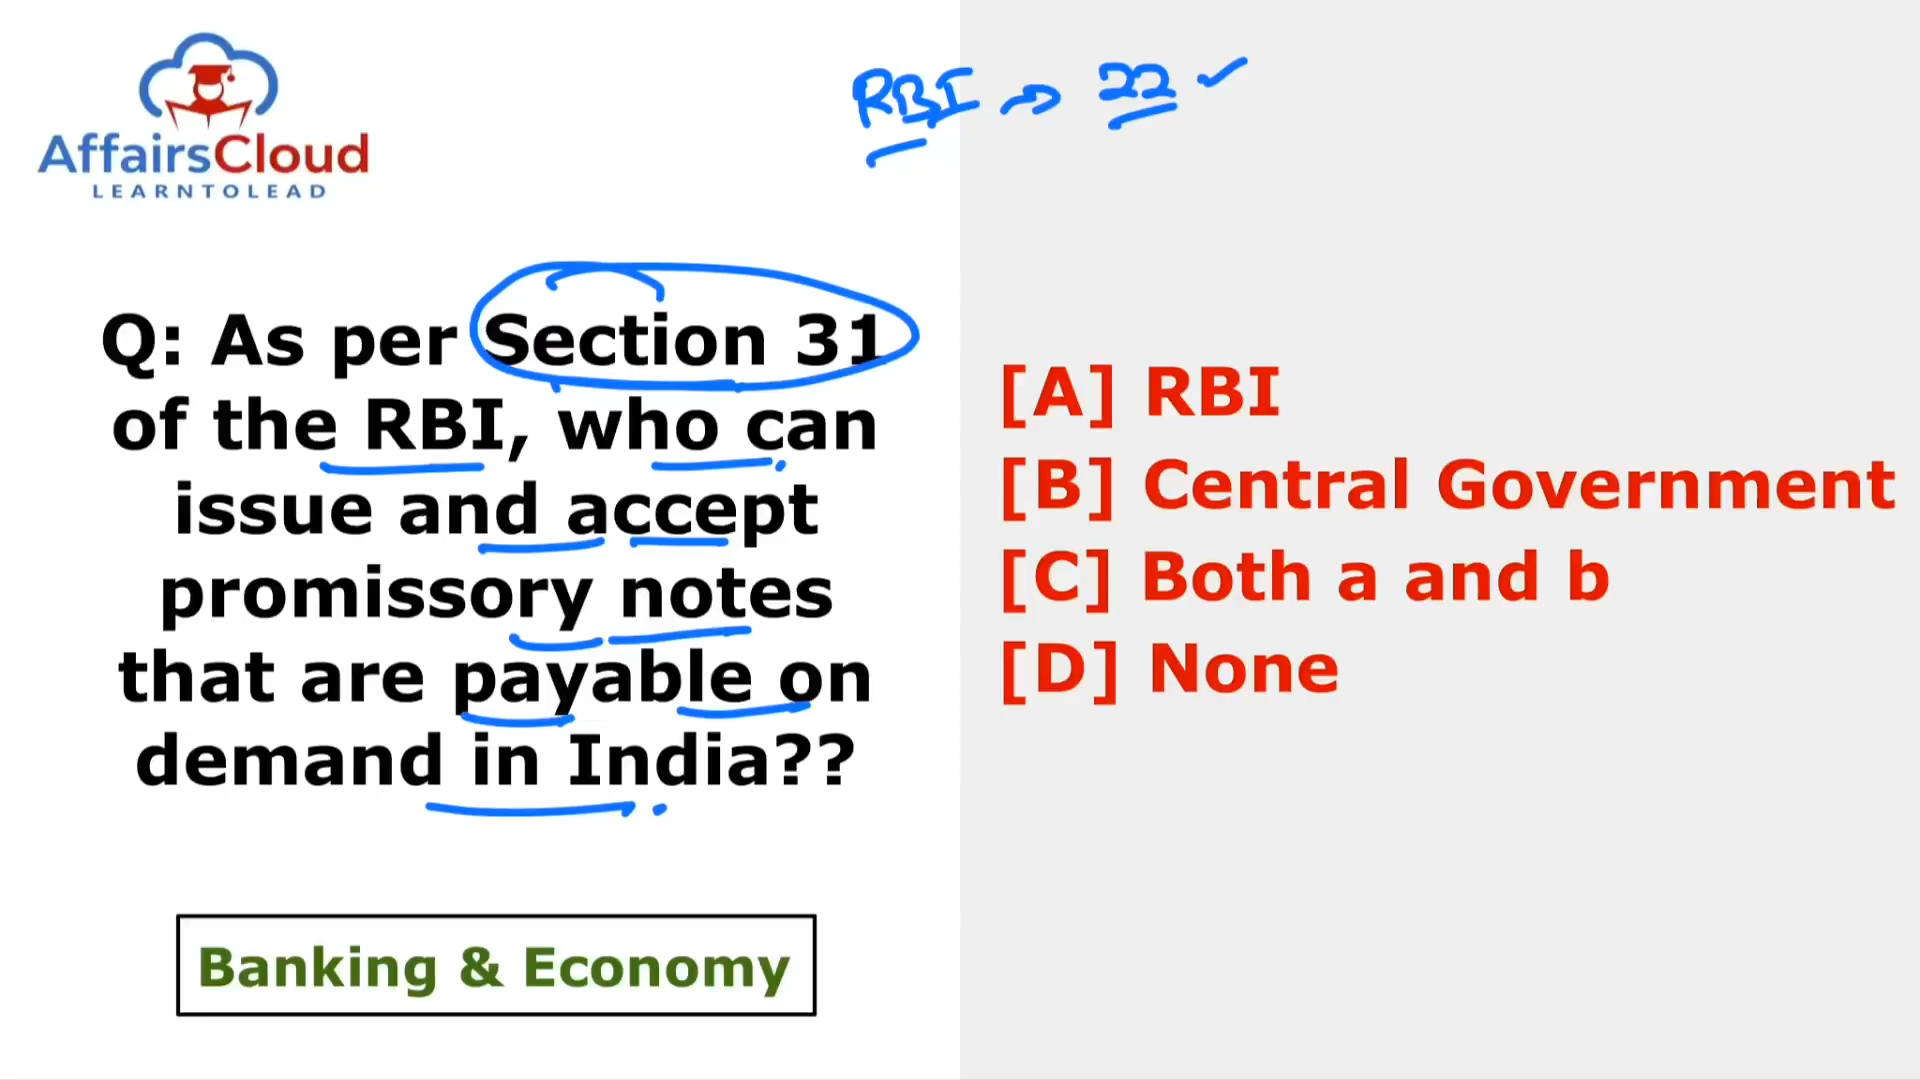 AffairsCloud
LEARNTOLEAD
RBI → 22 ✓
Q: As per Section 31
of the RBI, who can
issue and accept
promissory notes
that are payable on
demand in India??
[A] RBI
[B] Central Government
[C] Both a and b
[D] None
Banking & Economy